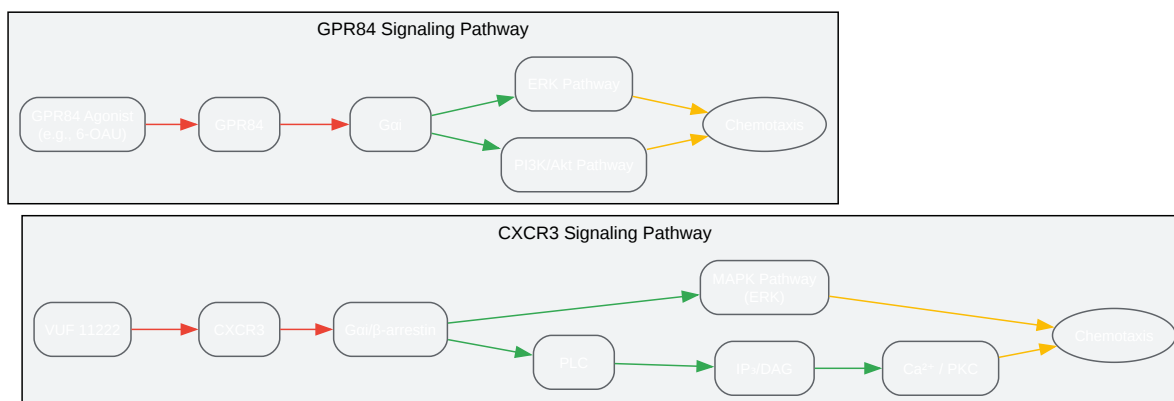 GPR84 Signaling Pathway
GPR84 Agonist
(e.g., 6-OAU)
GPR84
Gαi
ERK Pathway
PI3K/Akt Pathway
Chemotaxis
CXCR3 Signaling Pathway
VUF 11222
CXCR3
Gαi/β-arrestin
MAPK Pathway
(ERK)
PLC
IP₃/DAG
Ca²⁺ / PKC
Chemotaxis